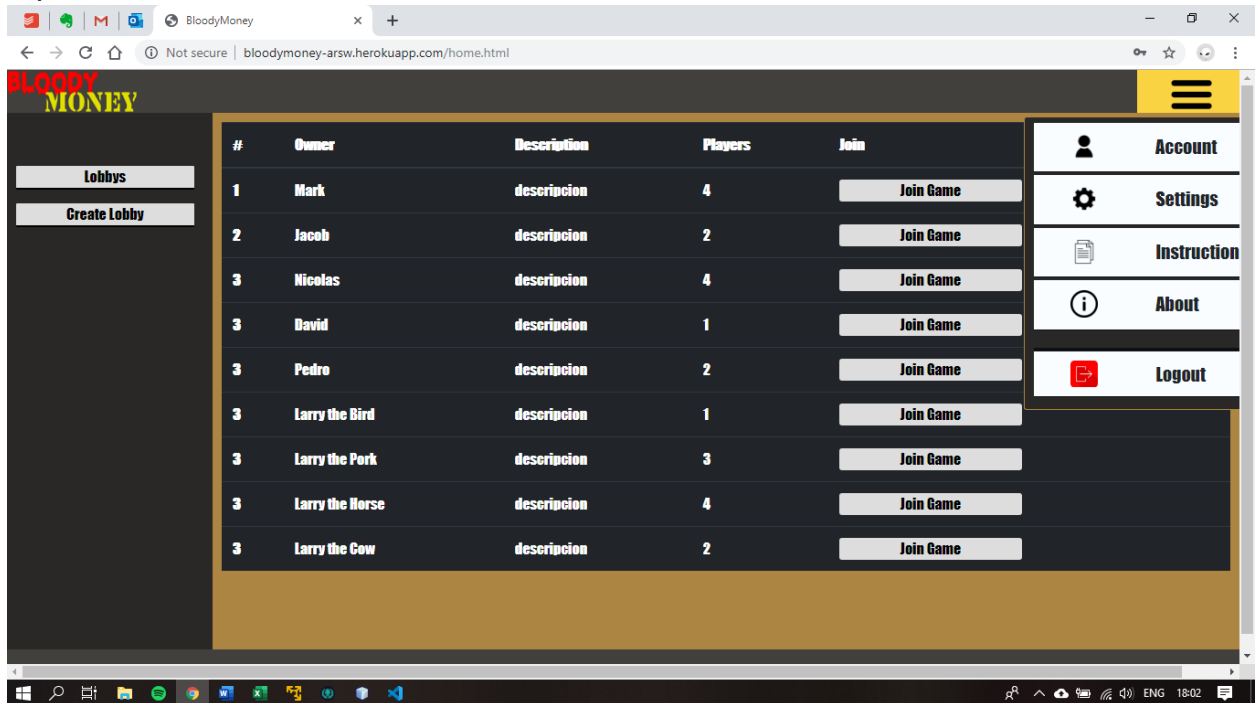 BloodyMoney
Not secure | bloodymoney-arsw.herokuapp.com/home.html
BLOODY
MONEY
Lobbys
Create Lobby
# Owner Description Players Join
1 Mark descripcion 4 Join Game
2 Jacob descripcion 2 Join Game
3 Nicolas descripcion 4 Join Game
3 David descripcion 1 Join Game
3 Pedro descripcion 2 Join Game
3 Larry the Bird descripcion 1 Join Game
3 Larry the Pork descripcion 3 Join Game
3 Larry the Horse descripcion 4 Join Game
3 Larry the Cow descripcion 2 Join Game
Account
Settings
Instruction
About
Logout
ENG 18:02